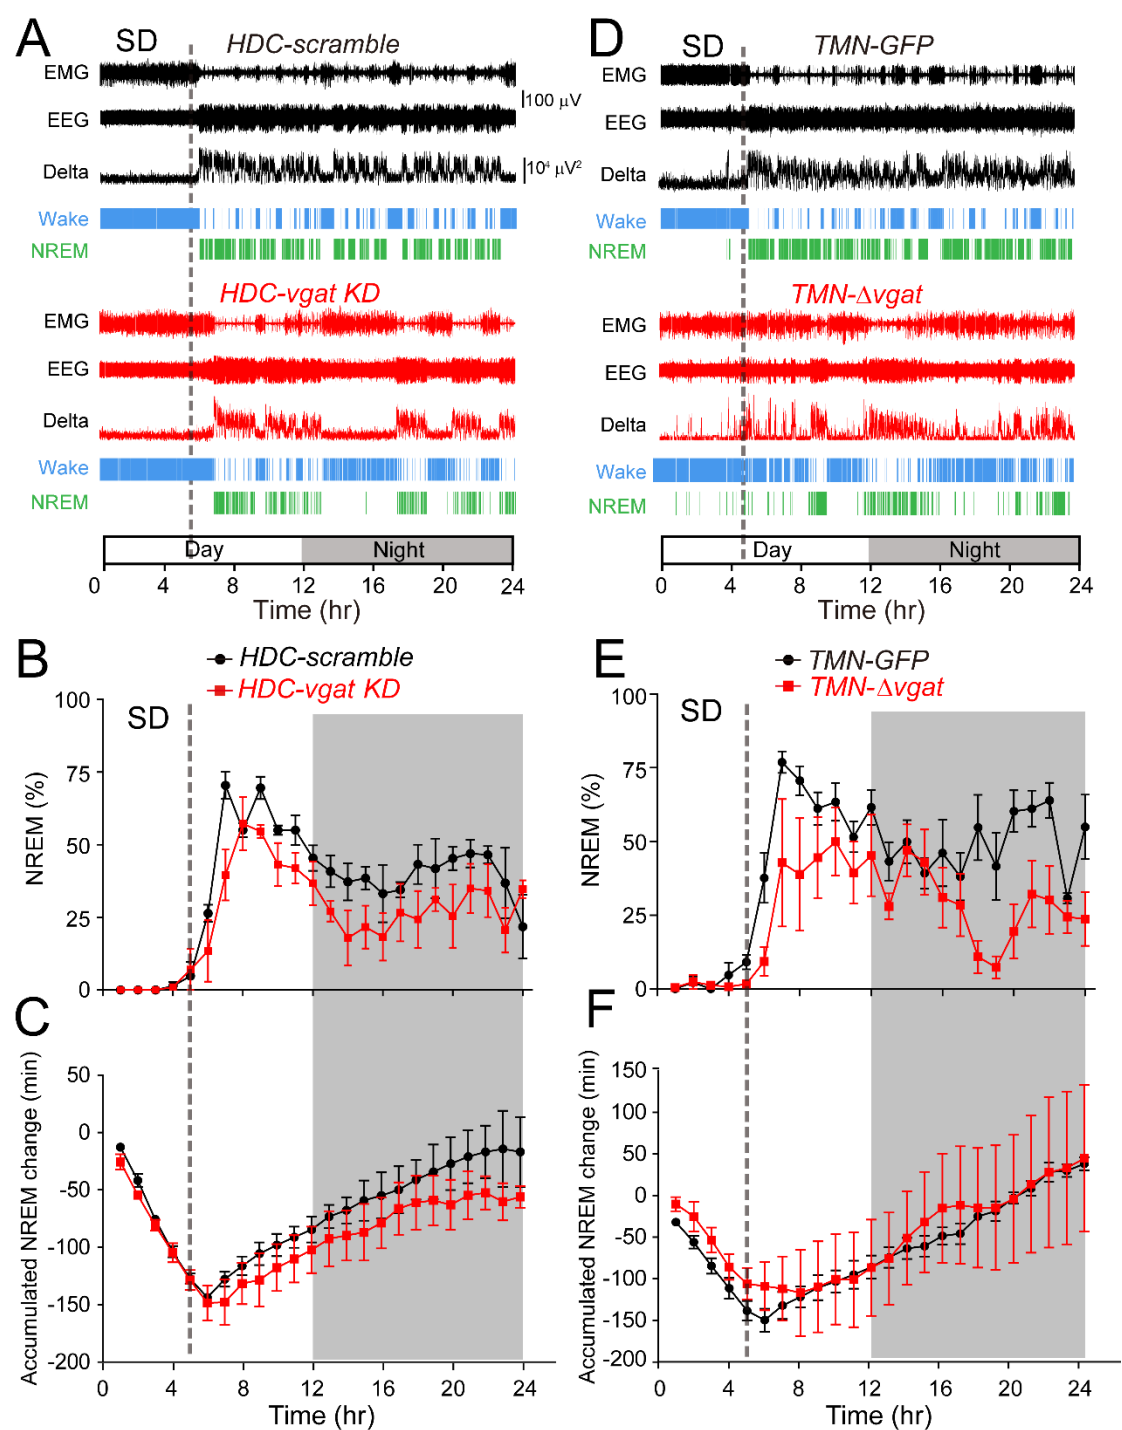 A
SD
HDC-scramble
EMG
100 µV
EEG
Delta
10⁴ µV²
Wake
NREM
HDC-vgat KD
EMG
EEG
Delta
Wake
NREM
Day
Night
0 4 8 12 16 20 24
Time (hr)
D
SD
TMN-GFP
EMG
EEG
Delta
Wake
NREM
TMN-Δvgat
EMG
EEG
Delta
Wake
NREM
Day
Night
0 4 8 12 16 20 24
Time (hr)
B
HDC-scramble
HDC-vgat KD
SD
NREM (%)
100
75
50
25
0
C
Accumulated NREM change (min)
50
0
-50
-100
-150
-200
0 4 8 12 16 20 24
Time (hr)
E
TMN-GFP
TMN-Δvgat
SD
NREM (%)
100
75
50
25
0
F
Accumulated NREM change (min)
150
100
50
0
-50
-100
-150
-200
0 4 8 12 16 20 24
Time (hr)